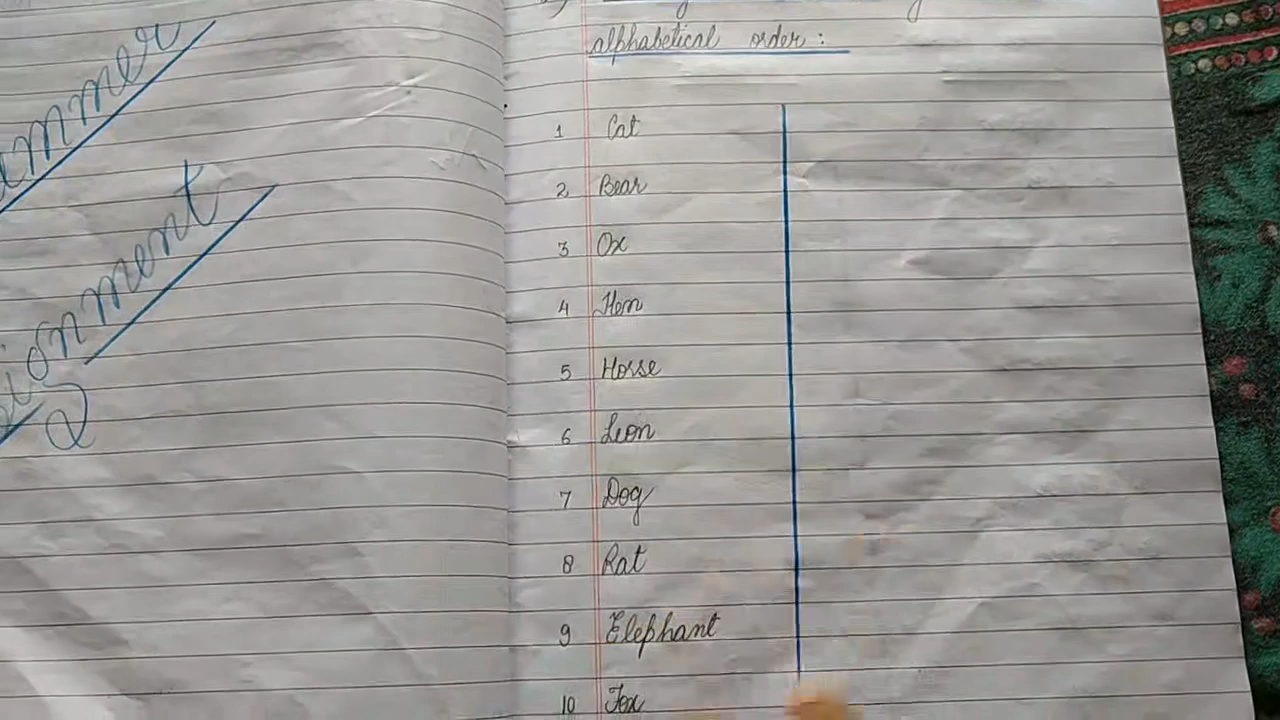 alphabetical order :
1 Cat
2 Bear
3 Ox
4 Hen
5 Horse
6 Leon
7 Dog
8 Rat
9 Elephant
10 Fox